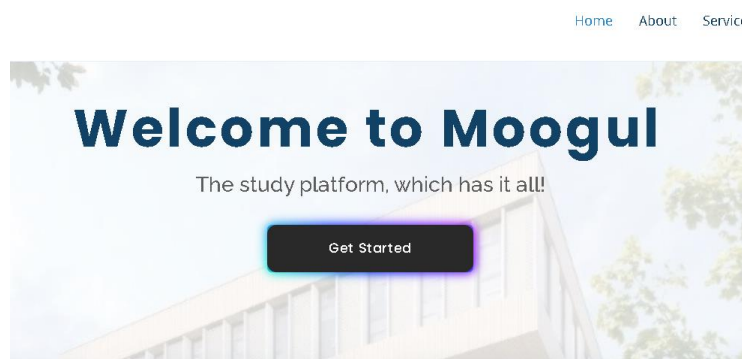 Home About
Welcome to Moogul
The study platform, which has it all!
Get Started